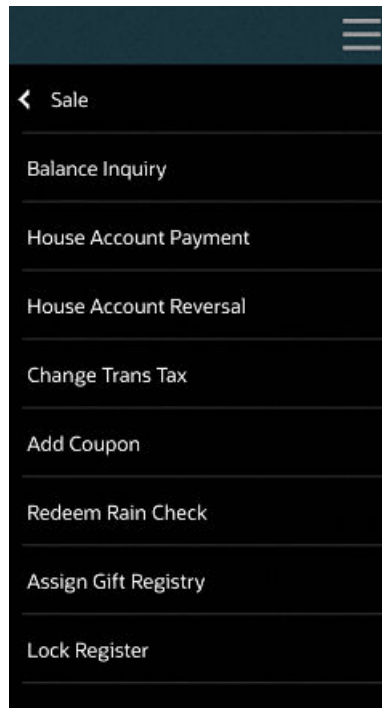 Sale
Balance Inquiry
House Account Payment
House Account Reversal
Change Trans Tax
Add Coupon
Redeem Rain Check
Assign Gift Registry
Lock Register